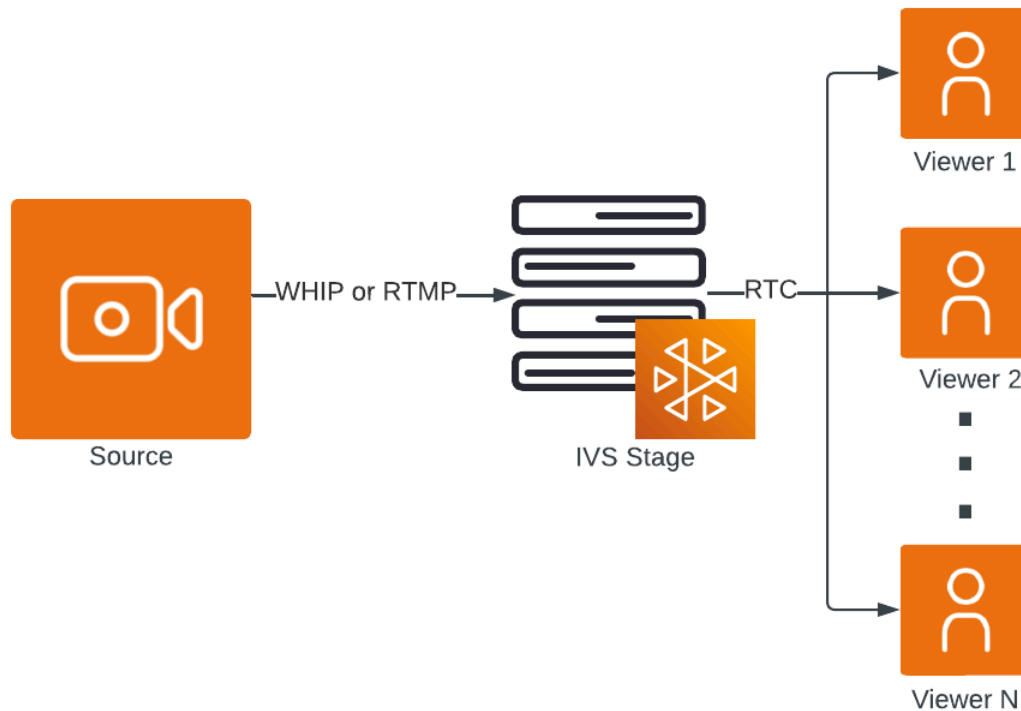 Viewer 1
WHIP or RTMP
RTC
Viewer 2
Source
IVS Stage
Viewer N